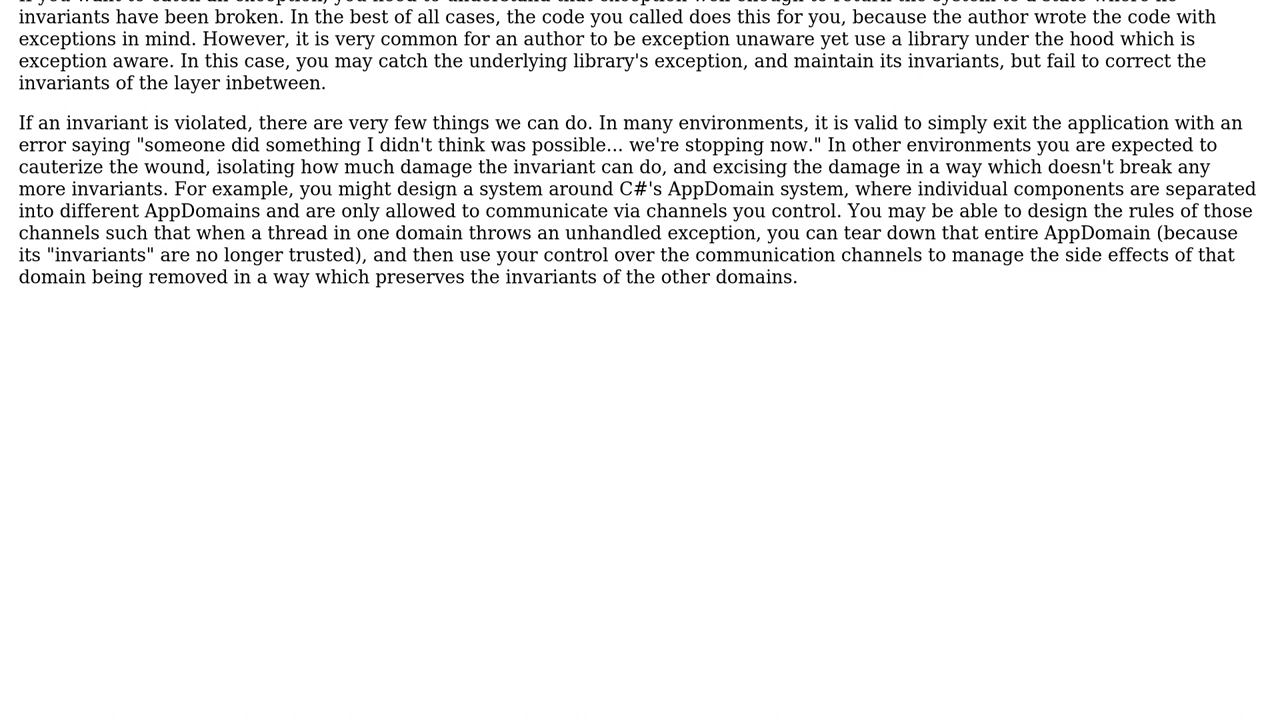 invariants have been broken. In the best of all cases, the code you called does this for you, because the author wrote the code with
exceptions in mind. However, it is very common for an author to be exception unaware yet use a library under the hood which is
exception aware. In this case, you may catch the underlying library's exception, and maintain its invariants, but fail to correct the
invariants of the layer inbetween.
If an invariant is violated, there are very few things we can do. In many environments, it is valid to simply exit the application with an
error saying "someone did something I didn't think was possible... we're stopping now." In other environments you are expected to
cauterize the wound, isolating how much damage the invariant can do, and excising the damage in a way which doesn't break any
more invariants. For example, you might design a system around C#'s AppDomain system, where individual components are separated
into different AppDomains and are only allowed to communicate via channels you control. You may be able to design the rules of those
channels such that when a thread in one domain throws an unhandled exception, you can tear down that entire AppDomain (because
its "invariants" are no longer trusted), and then use your control over the communication channels to manage the side effects of that
domain being removed in a way which preserves the invariants of the other domains.